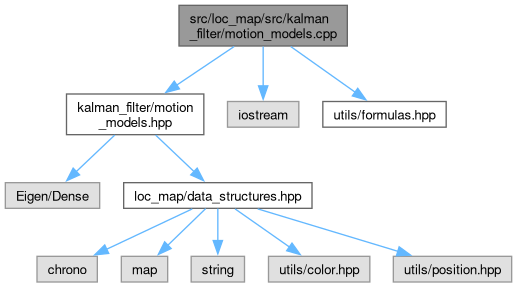 src/loc_map/src/kalman
_filter/motion_models.cpp
kalman_filter/motion
_models.hpp
iostream
utils/formulas.hpp
Eigen/Dense
loc_map/data_structures.hpp
chrono
map
string
utils/color.hpp
utils/position.hpp